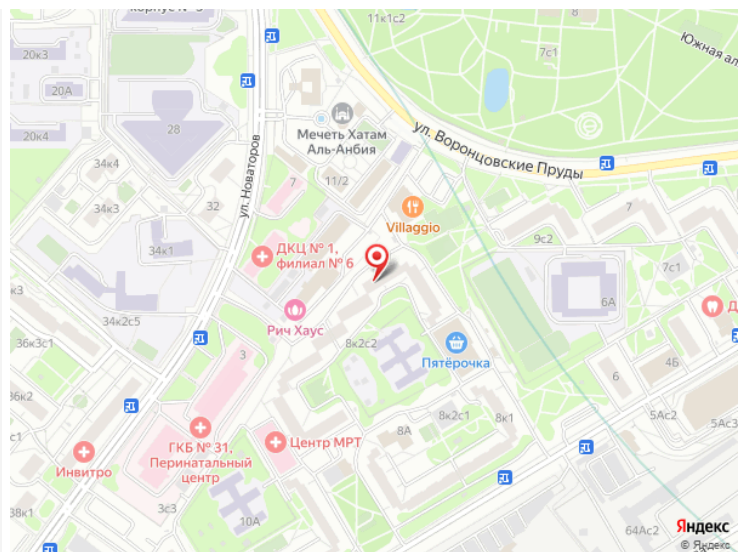 корпус № 3
11к1с2
20к3
7с1
Южная ал
20А
28
20к4
Мечеть Хатам
Аль-Анбия
ул. Воронцовские Пруды
ул. Новаторов
34к4
11/2
7
34к3
32
Villaggio
7
9с2
34к1
ДКЦ № 1,
филиал № 6
7с1
к3
6А
34к2с5
Рич Хаус
Д
36к3с1
3
8к2с2
Пятёрочка
4Б
6
36к2
8к2с1
8к1
5Ас2
5Ас3
8А
ГКБ № 31,
Перинатальный
центр
Центр МРТ
Инвитро
3с3
10А
38к1
64Ас2
Яндекс
© Яндекс